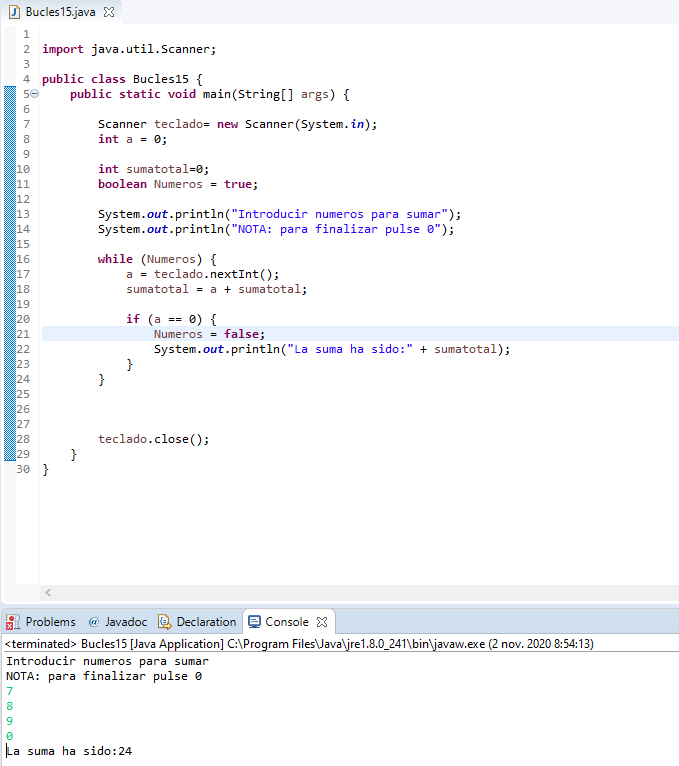 Bucles15.java
1
2 import java.util.Scanner;
3
4 public class Bucles15 {
5 public static void main(String[] args) {
6
7 Scanner teclado= new Scanner(System.in);
8 int a = 0;
9
10 int sumatotal=0;
11 boolean Numeros = true;
12
13 System.out.println("Introducir numeros para sumar");
14 System.out.println("NOTA: para finalizar pulse 0");
15
16 while (Numeros) {
17 a = teclado.nextInt();
18 sumatotal = a + sumatotal;
19
20 if (a == 0) {
21 Numeros = false;
22 System.out.println("La suma ha sido:" + sumatotal);
23 }
24 }
25
26
27
28 teclado.close();
29 }
30 }
Problems @ Javadoc Declaration Console
<terminated> Bucles15 [Java Application] C:\Program Files\Java\jre1.8.0_241\bin\javaw.exe (2 nov. 2020 8:54:13)
Introducir numeros para sumar
NOTA: para finalizar pulse 0
7
8
9
0
La suma ha sido:24